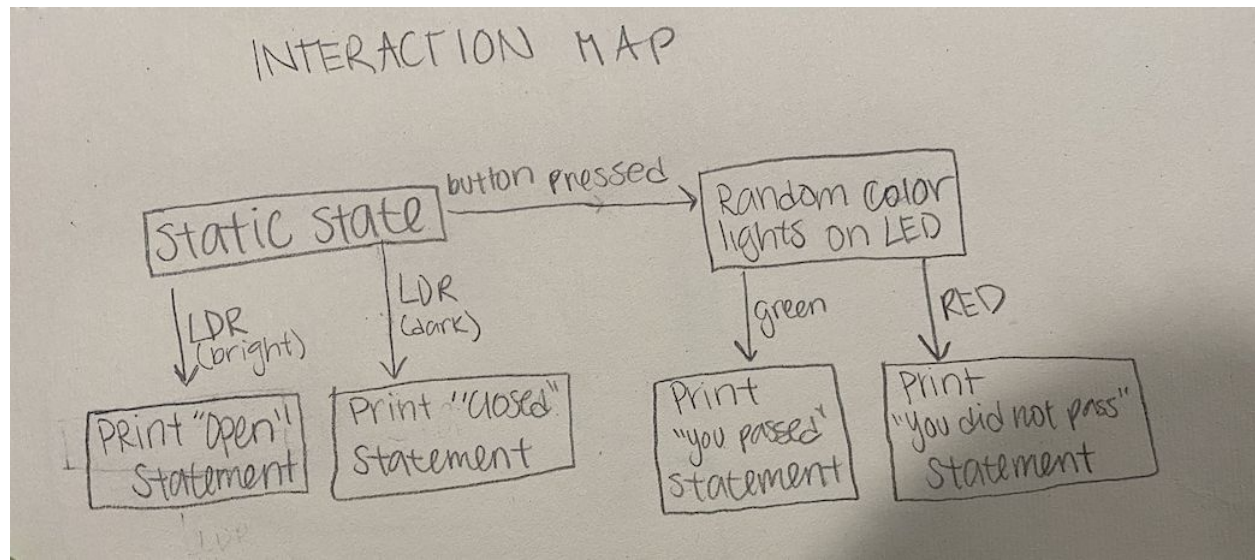 INTERACTION MAP
static state
button pressed
Random color
lights on LED
LDR
(bright)
LDR
(dark)
green
RED
PRint "Open"
Statement
Print "Closed"
Statement
Print
"you passed"
statement
Print
"You did not pass"
statement
LDR